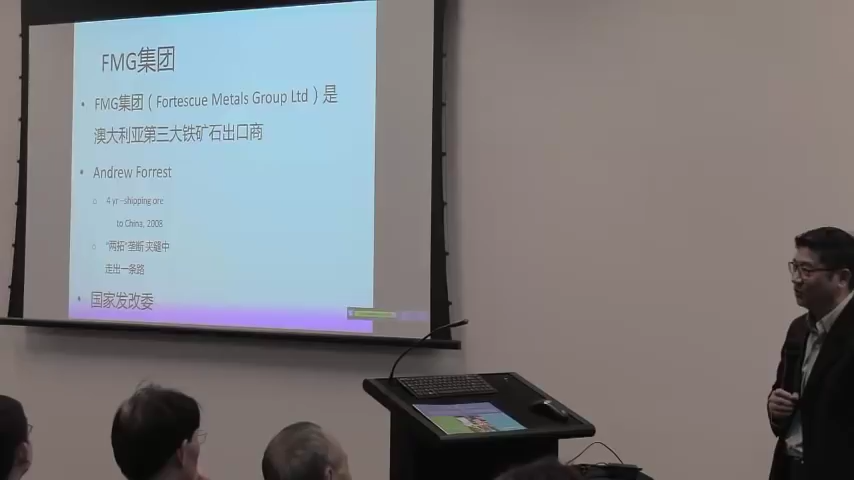 FMG集团
• FMG集团（Fortescue Metals Group Ltd）是
澳大利亚第三大铁矿石出口商
• Andrew Forrest
○ 4 yr –shipping ore
to China, 2008
○ “两拓”垄断 夹缝中
走出一条路
• 国家发改委